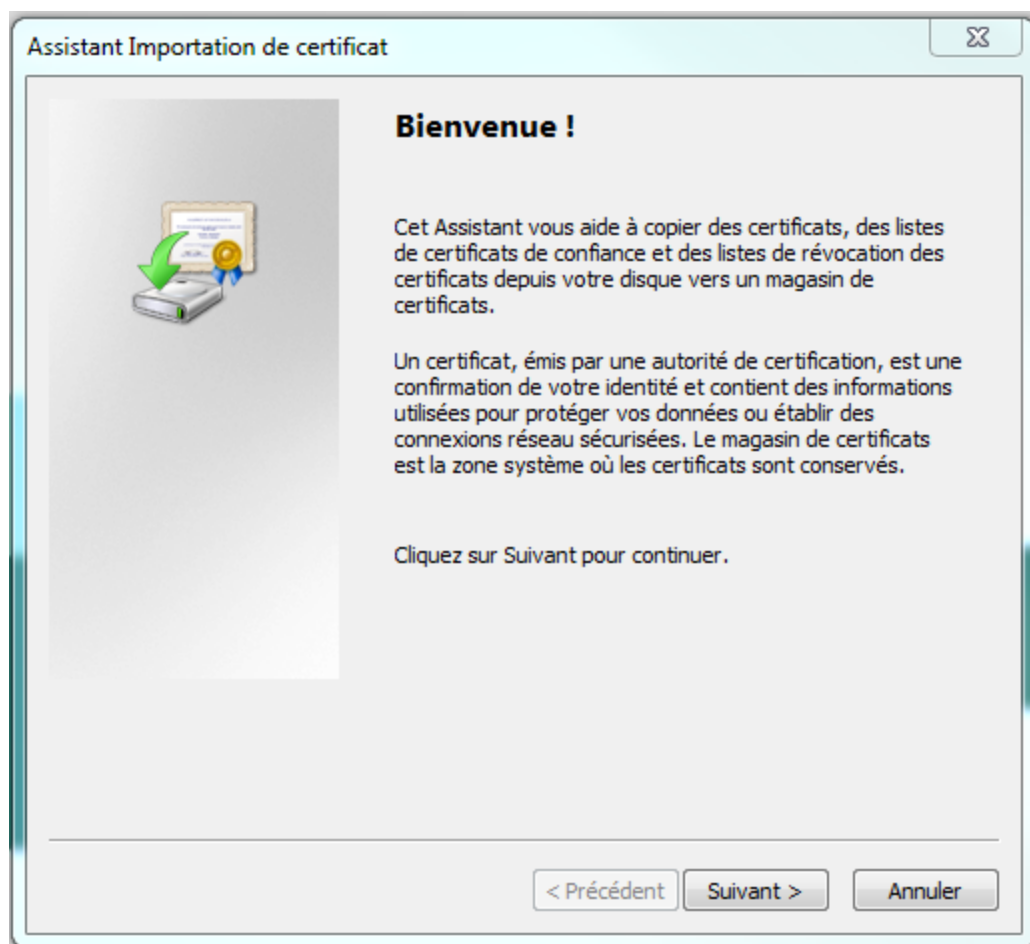 Assistant Importation de certificat
Bienvenue !
Cet Assistant vous aide à copier des certificats, des listes
de certificats de confiance et des listes de révocation des
certificats depuis votre disque vers un magasin de
certificats.
Un certificat, émis par une autorité de certification, est une
confirmation de votre identité et contient des informations
utilisées pour protéger vos données ou établir des
connexions réseau sécurisées. Le magasin de certificats
est la zone système où les certificats sont conservés.
Cliquez sur Suivant pour continuer.
< Précédent Suivant > Annuler